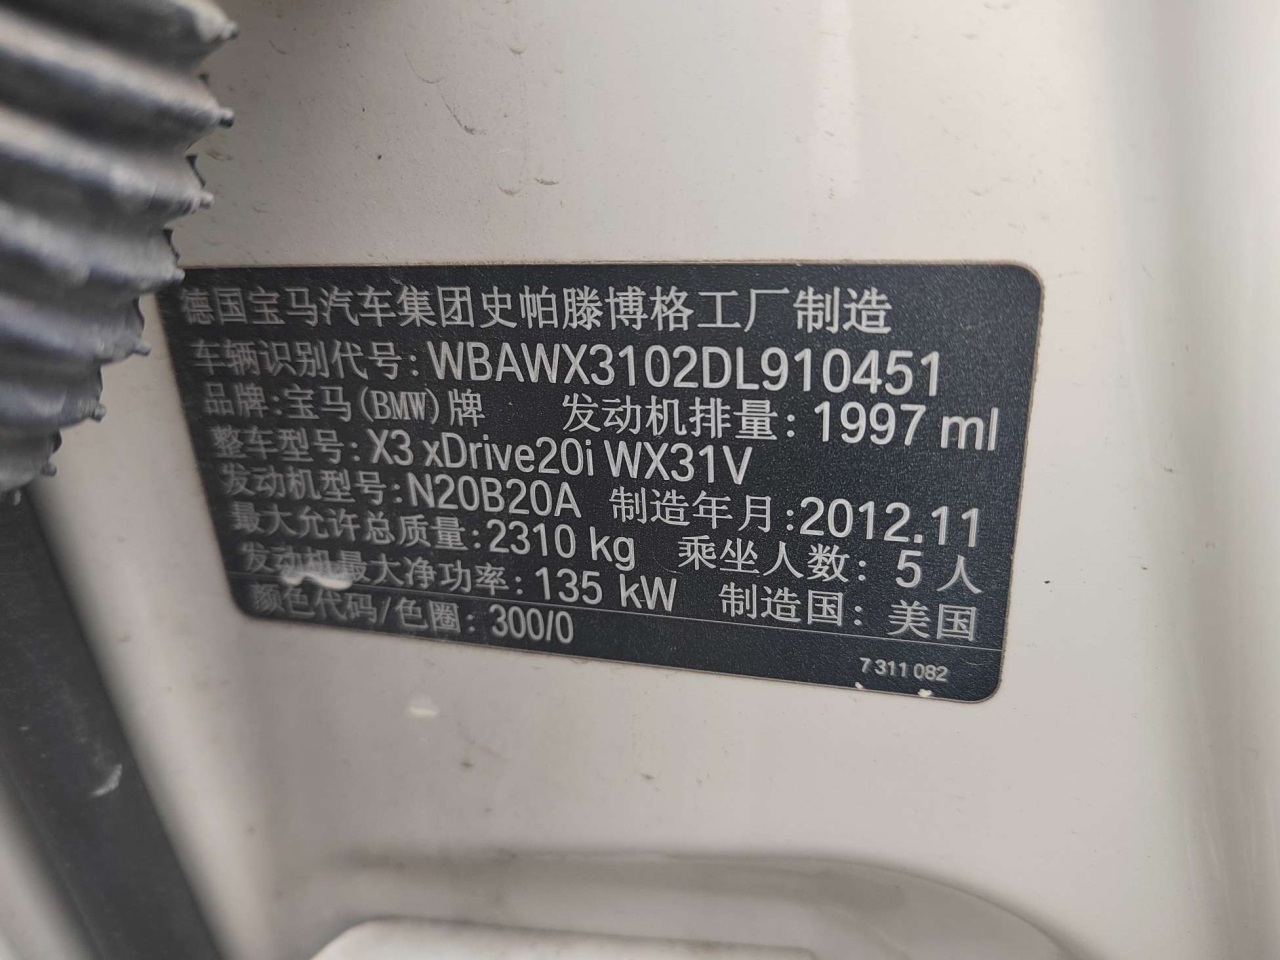 德国宝马汽车集团史帕滕博格工厂制造
车辆识别代号: WBAWX3102DL910451
品牌: 宝马(BMW)牌 发动机排量: 1997 ml
整车型号: X3 xDrive20i WX31V
发动机型号: N20B20A 制造年月: 2012.11
最大允许总质量: 2310 kg 乘坐人数: 5 人
发动机最大净功率: 135 kW 制造国: 美国
颜色代码/色圈: 300/0
7 311 082